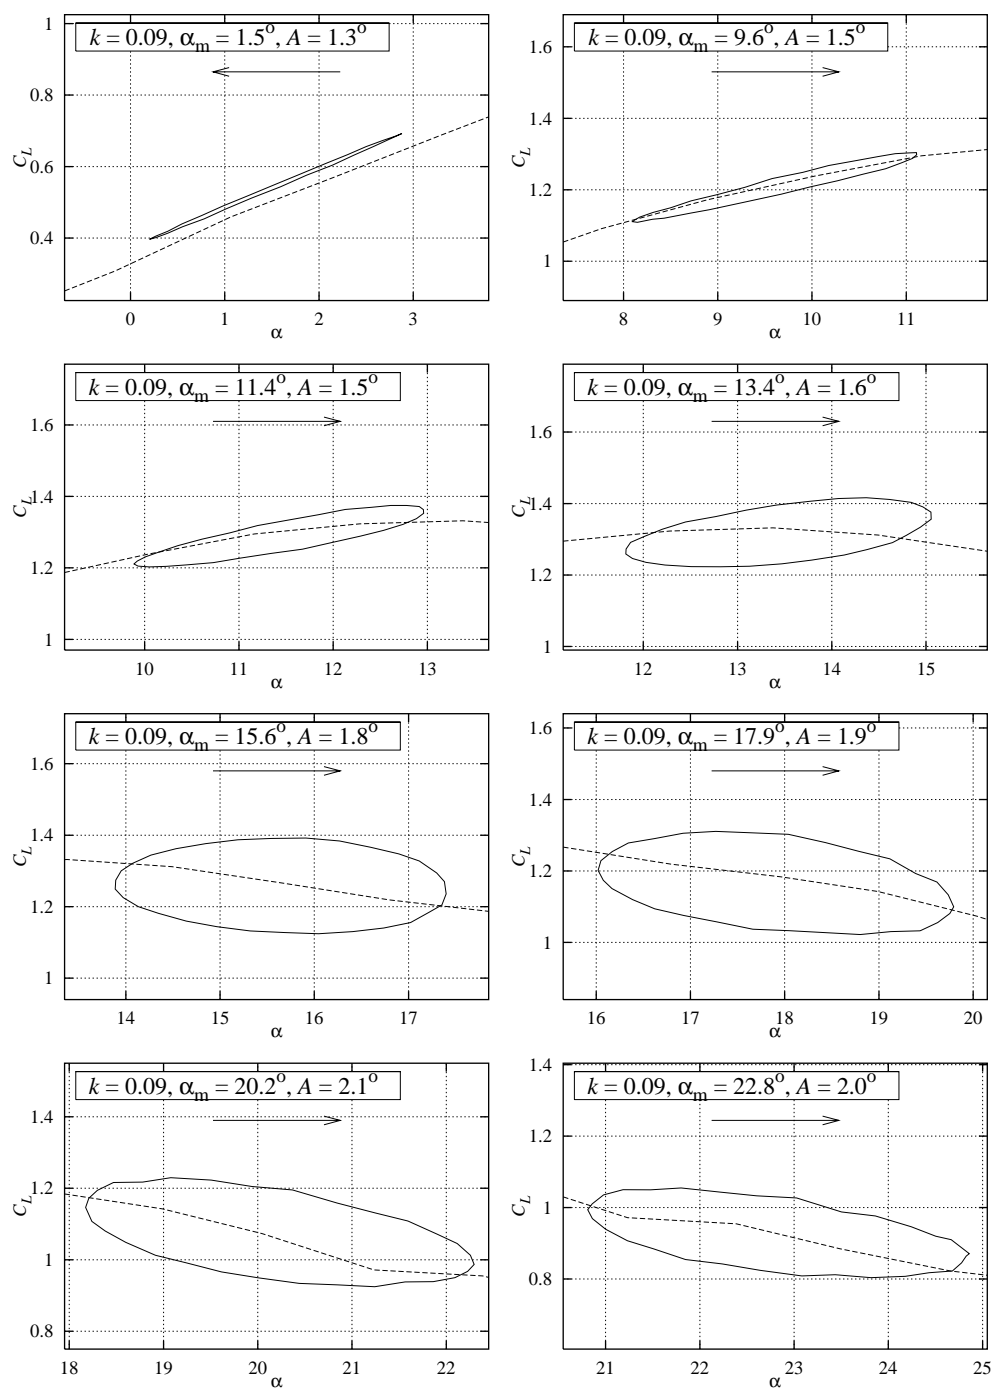 k = 0.09, αm = 1.5o, A = 1.3o
1
0.8
0.6
0.4
CL
0 1 2 3
α
k = 0.09, αm = 9.6o, A = 1.5o
1.6
1.4
1.2
1
CL
8 9 10 11
α
k = 0.09, αm = 11.4o, A = 1.5o
1.6
1.4
1.2
1
CL
10 11 12 13
α
k = 0.09, αm = 13.4o, A = 1.6o
1.6
1.4
1.2
1
CL
12 13 14 15
α
k = 0.09, αm = 15.6o, A = 1.8o
1.6
1.4
1.2
1
CL
14 15 16 17
α
k = 0.09, αm = 17.9o, A = 1.9o
1.6
1.4
1.2
1
CL
16 17 18 19 20
α
k = 0.09, αm = 20.2o, A = 2.1o
1.4
1.2
1
0.8
CL
18 19 20 21 22
α
k = 0.09, αm = 22.8o, A = 2.0o
1.4
1.2
1
0.8
CL
21 22 23 24 25
α